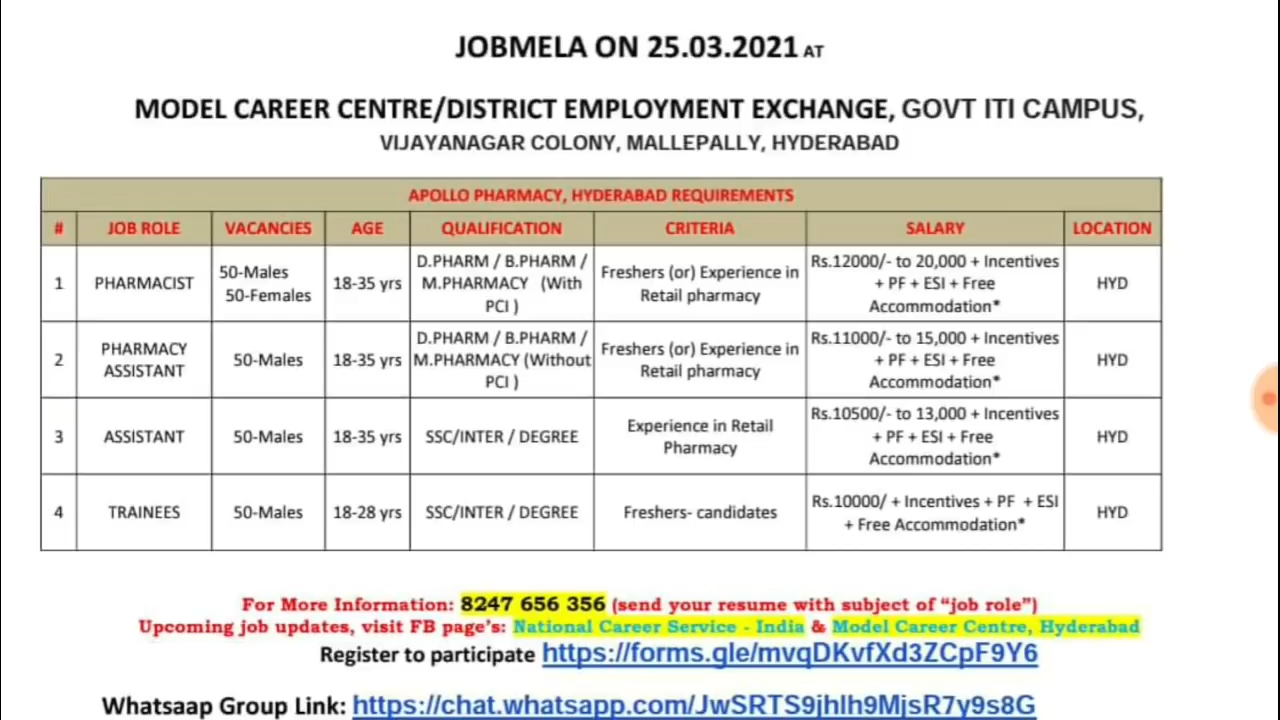 JOBMELA ON 25.03.2021 AT
MODEL CAREER CENTRE/DISTRICT EMPLOYMENT EXCHANGE, GOVT ITI CAMPUS,
VIJAYANAGAR COLONY, MALLEPALLY, HYDERABAD
APOLLO PHARMACY, HYDERABAD REQUIREMENTS
# JOB ROLE VACANCIES AGE QUALIFICATION CRITERIA SALARY LOCATION
1 PHARMACIST 50-Males 50-Females 18-35 yrs D.PHARM / B.PHARM / M.PHARMACY (With PCI ) Freshers (or) Experience in Retail pharmacy Rs.12000/- to 20,000 + Incentives + PF + ESI + Free Accommodation* HYD
2 PHARMACY ASSISTANT 50-Males 18-35 yrs D.PHARM / B.PHARM / M.PHARMACY (Without PCI ) Freshers (or) Experience in Retail pharmacy Rs.11000/- to 15,000 + Incentives + PF + ESI + Free Accommodation* HYD
3 ASSISTANT 50-Males 18-35 yrs SSC/INTER / DEGREE Experience in Retail Pharmacy Rs.10500/- to 13,000 + Incentives + PF + ESI + Free Accommodation* HYD
4 TRAINEES 50-Males 18-28 yrs SSC/INTER / DEGREE Freshers- candidates Rs.10000/ + Incentives + PF + ESI + Free Accommodation* HYD
For More Information: 8247 656 356 (send your resume with subject of “job role”)
Upcoming job updates, visit FB page’s: National Career Service - India & Model Career Centre, Hyderabad
Register to participate https://forms.gle/mvqDKvfXd3ZCpF9Y6
Whatsaap Group Link: https://chat.whatsapp.com/JwSRTS9jhIh9MjsR7y9s8G